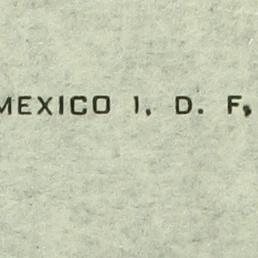 MEXICO 1, D. F.